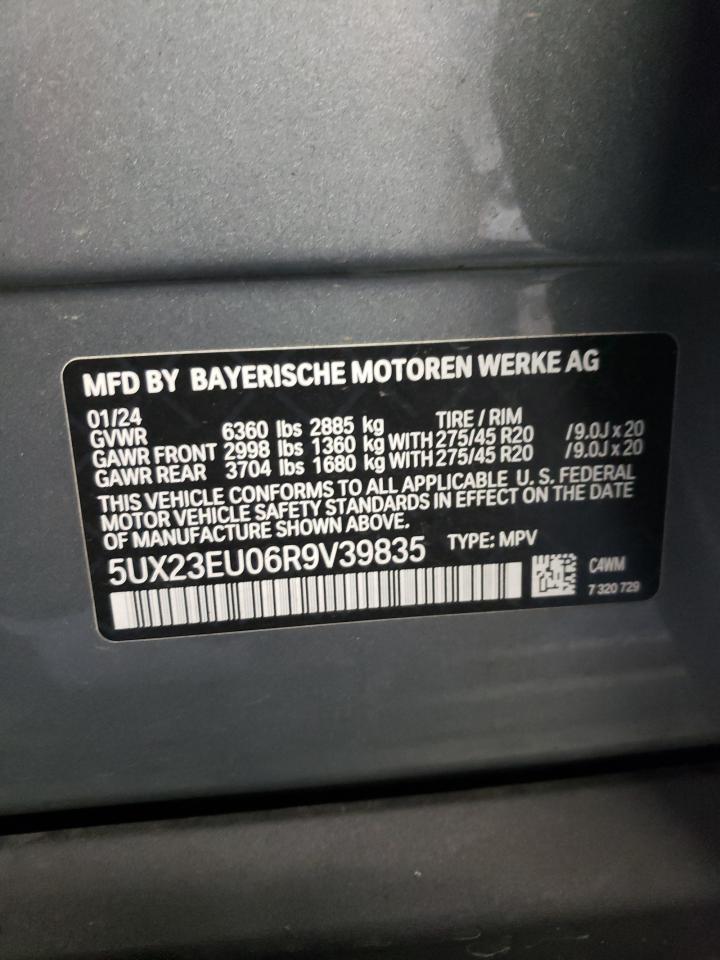 MFD BY BAYERISCHE MOTOREN WERKE AG
01/24 TIRE / RIM
GVWR 6360 lbs 2885 kg
GAWR FRONT 2998 lbs 1360 kg WITH 275/45 R20 /9.0J x 20
GAWR REAR 3704 lbs 1680 kg WITH 275/45 R20 /9.0J x 20
THIS VEHICLE CONFORMS TO ALL APPLICABLE U. S. FEDERAL
MOTOR VEHICLE SAFETY STANDARDS IN EFFECT ON THE DATE
OF MANUFACTURE SHOWN ABOVE.
5UX23EU06R9V39835 TYPE: MPV
C4WM
7 320 729